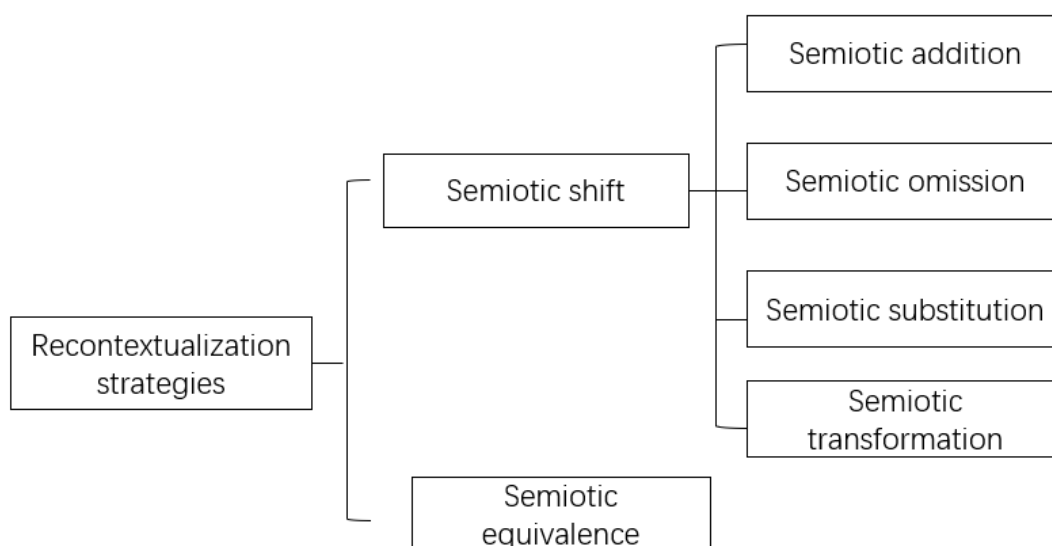 Semiotic addition
Semiotic shift
Semiotic omission
Semiotic substitution
Recontextualization
strategies
Semiotic
transformation
Semiotic
equivalence